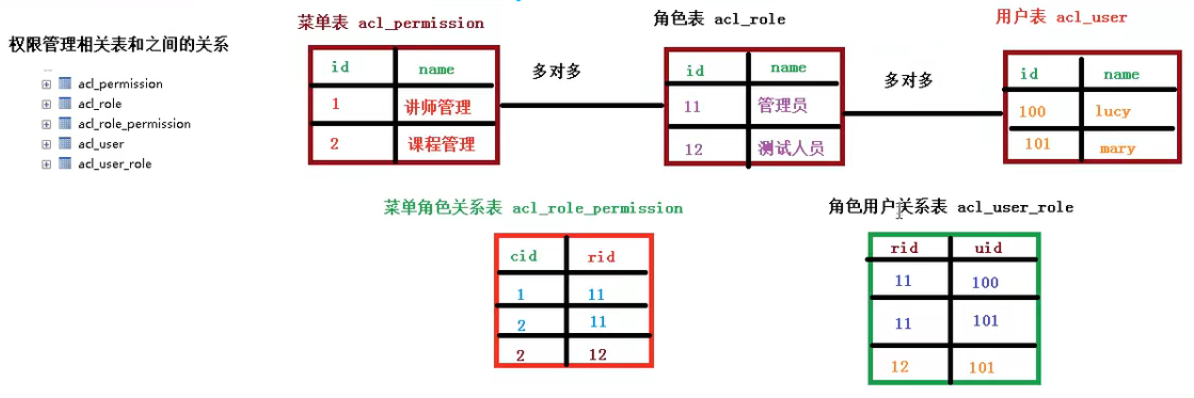 权限管理相关表和之间的关系
acl_permission
acl_role
acl_role_permission
acl_user
acl_user_role
菜单表 acl_permission
id name
1 讲师管理
2 课程管理
多对多
角色表 acl_role
id name
11 管理员
12 测试人员
多对多
用户表 acl_user
id name
100 lucy
101 mary
菜单角色关系表 acl_role_permission
cid rid
1 11
2 11
2 12
角色用户关系表 acl_user_role
rid uid
11 100
11 101
12 101